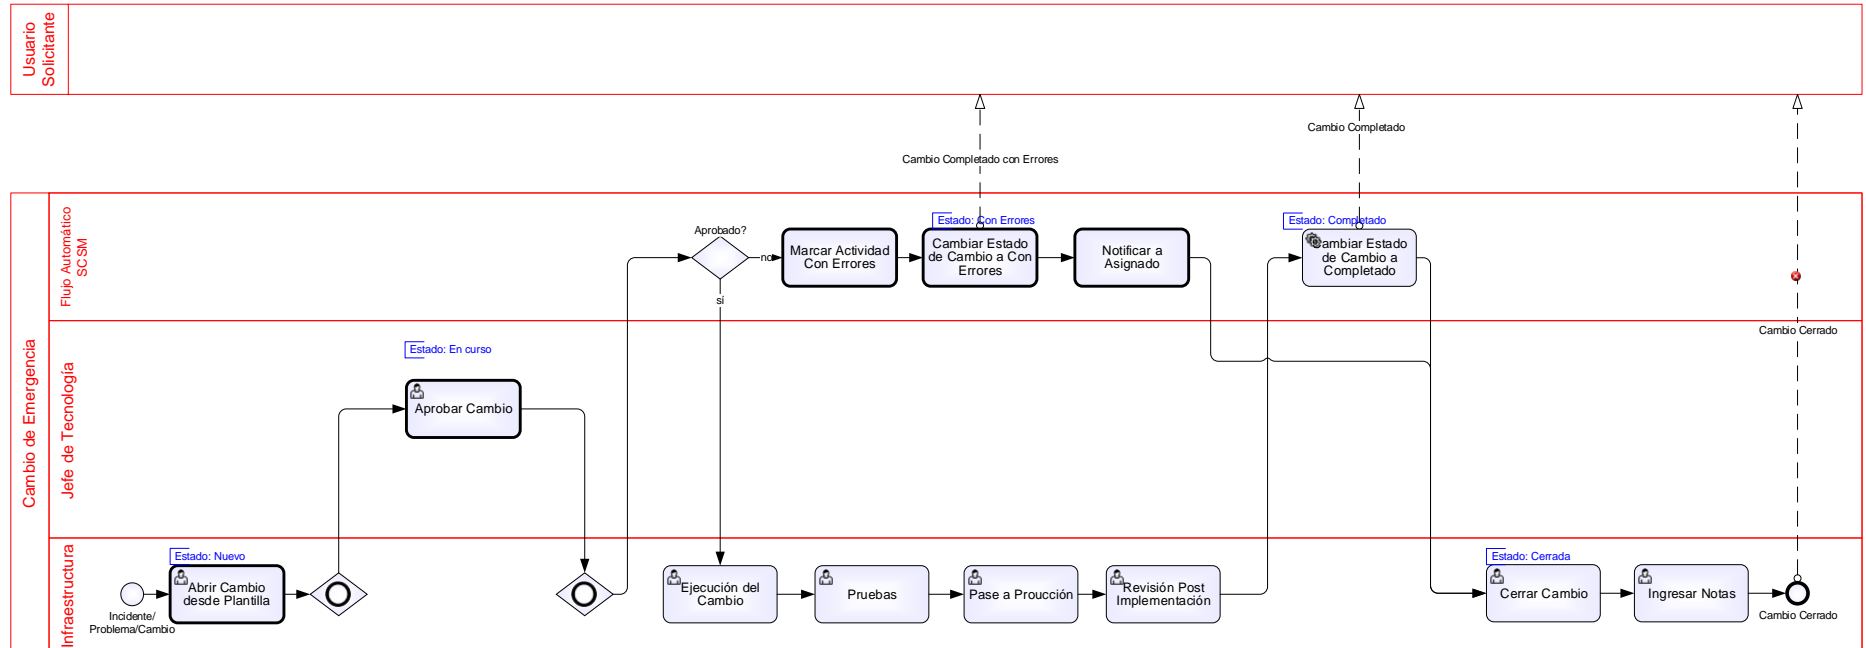 Usuario
Solicitante
Cambio Completado
Cambio Completado con Errores
Cambio de Emergencia
Flujo Automático
SCSM
Aprobado?
no
sí
Marcar Actividad
Con Errores
Estado: Con Errores
Cambiar Estado
de Cambio a Con
Errores
Notificar a
Asignado
Estado: Completado
Cambiar Estado
de Cambio a
Completado
Cambio Cerrado
Jefe de Tecnología
Estado: En curso
Aprobar Cambio
Infraestructura
Incidente/
Problema/Cambio
Estado: Nuevo
Abrir Cambio
desde Plantilla
Ejecución del
Cambio
Pruebas
Pase a Proucción
Revisión Post
Implementación
Estado: Cerrada
Cerrar Cambio
Ingresar Notas
Cambio Cerrado